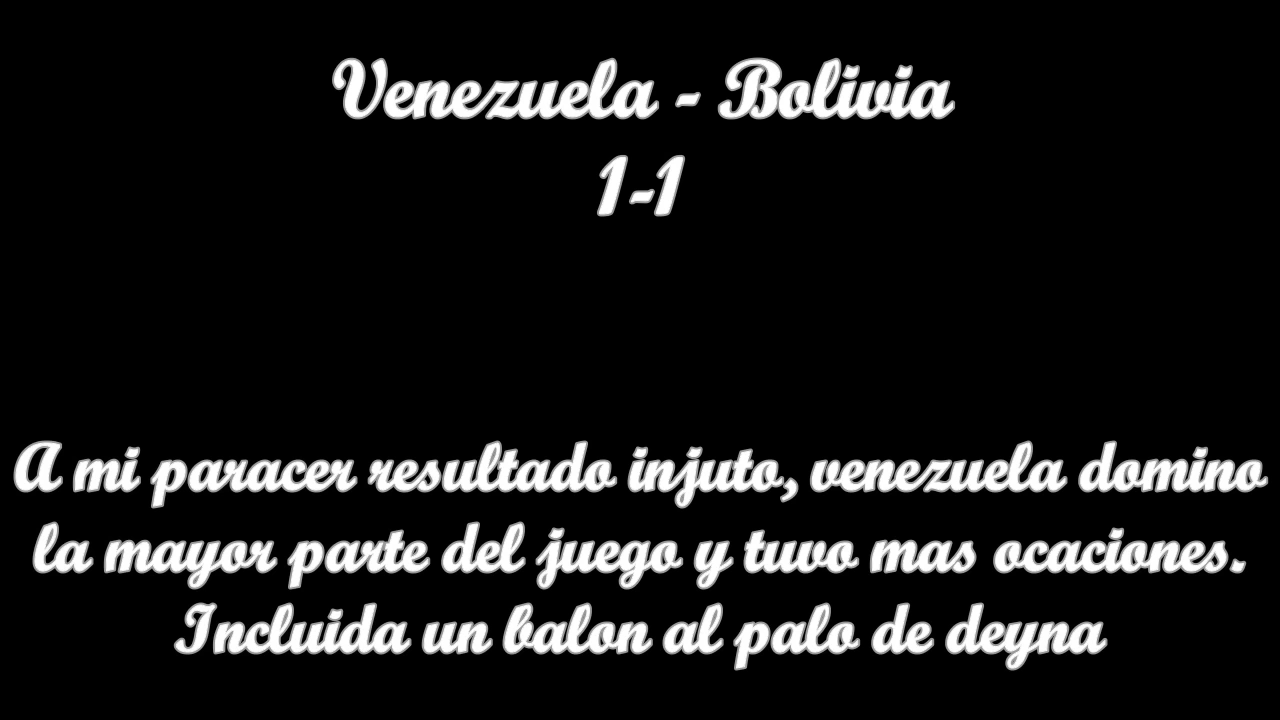 Venezuela - Bolivia
1-1
A mi paracer resultado injuto, venezuela domino
la mayor parte del juego y tuvo mas ocaciones.
Incluida un balon al palo de deyna